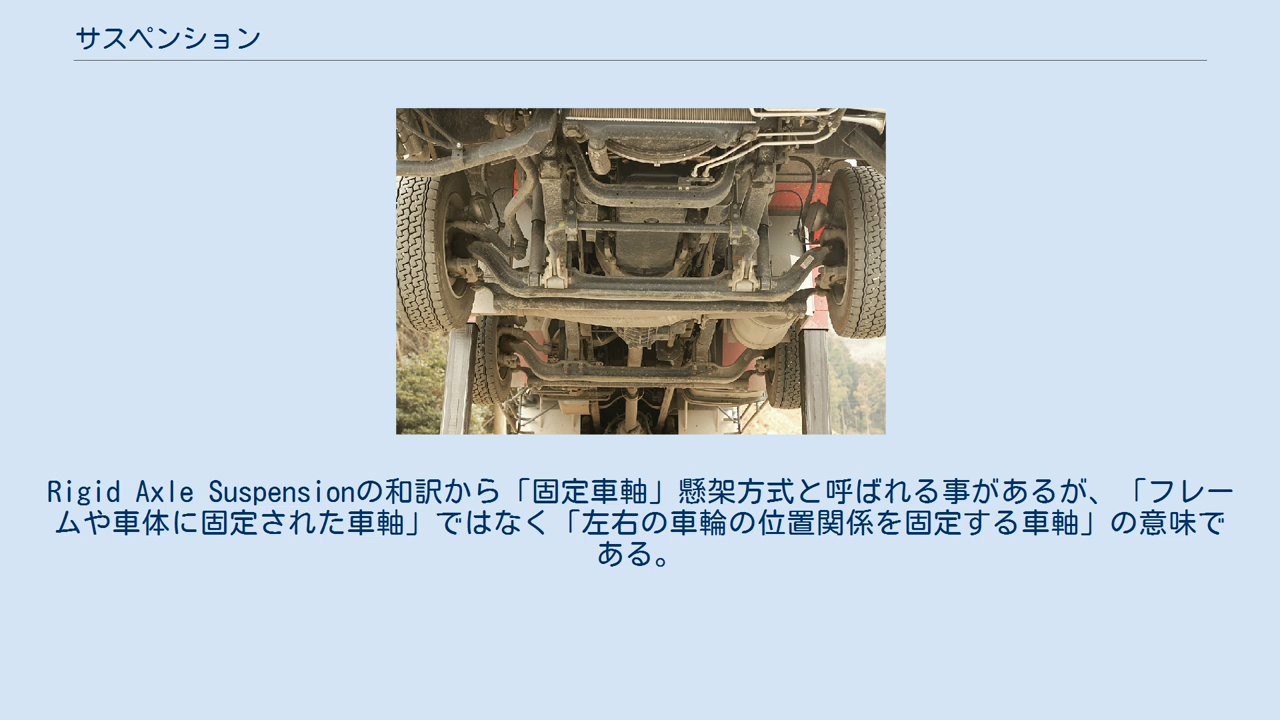 サスペンション
Rigid Axle Suspensionの和訳から「固定車軸」懸架方式と呼ばれる事があるが、「フレー
ムや車体に固定された車軸」ではなく「左右の車輪の位置関係を固定する車軸」の意味で
ある。